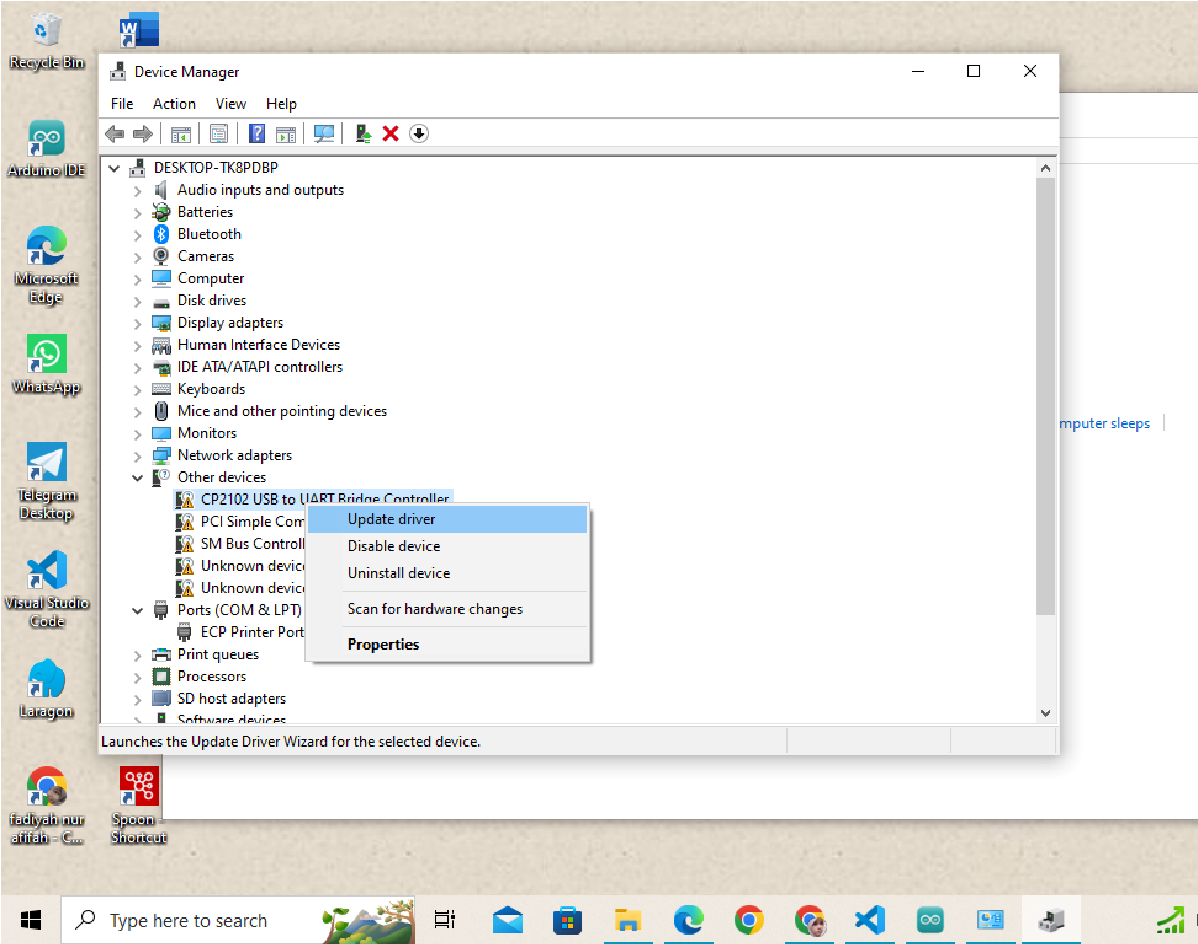 Recycle Bin
Arduino IDE
Microsoft
Edge
WhatsApp
Telegram
Desktop
Visual Studio
Code
Laragon
fadiyah nur
afifah - C...
Spoon -
Shortcut
Device Manager
File Action View Help
DESKTOP-TK8PDBP
Audio inputs and outputs
Batteries
Bluetooth
Cameras
Computer
Disk drives
Display adapters
Human Interface Devices
IDE ATA/ATAPI controllers
Keyboards
Mice and other pointing devices
Monitors
Network adapters
Other devices
CP2102 USB to UART Bridge Controller
PCI Simple Com
SM Bus Controll
Unknown device
Unknown device
Ports (COM & LPT)
ECP Printer Port
Print queues
Processors
SD host adapters
Software devices
Update driver
Disable device
Uninstall device
Scan for hardware changes
Properties
Launches the Update Driver Wizard for the selected device.
mputer sleeps
Type here to search